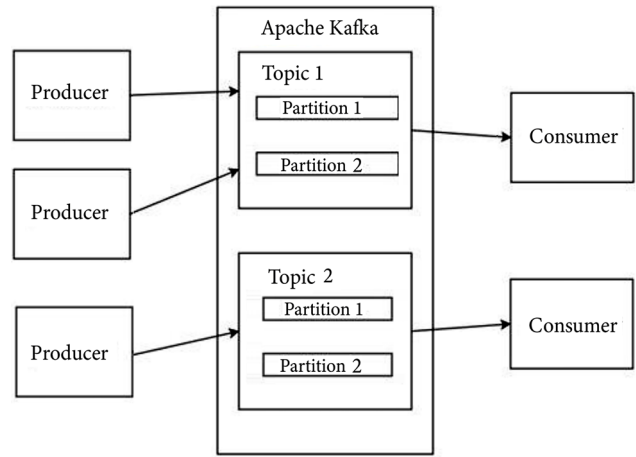 Apache Kafka
Producer
Topic 1
Partition 1
Partition 2
Consumer
Producer
Producer
Topic 2
Partition 1
Partition 2
Consumer